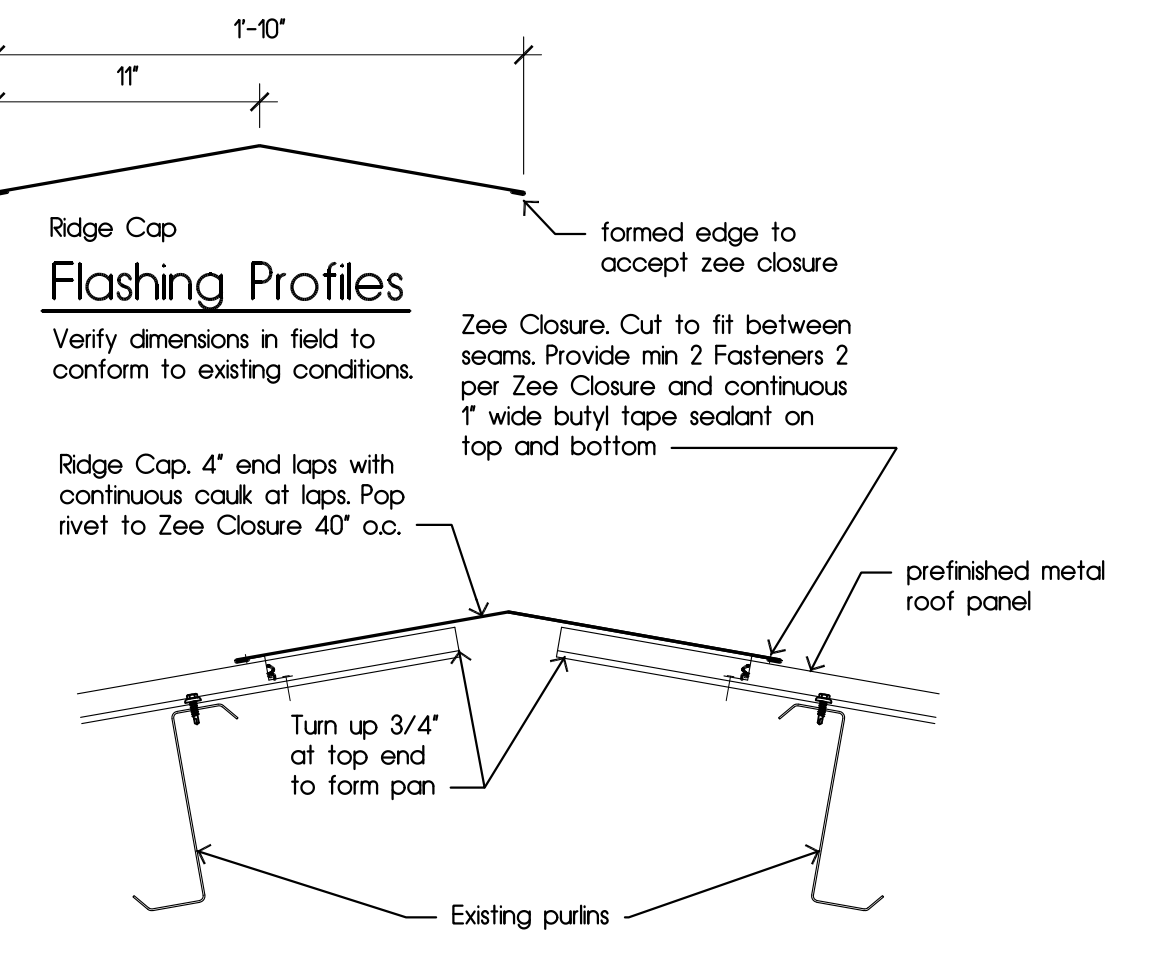 1'-10"
11"
Ridge Cap
Flashing Profiles
Verify dimensions in field to
conform to existing conditions.
formed edge to
accept zee closure
Zee Closure. Cut to fit between
seams. Provide min 2 Fasteners 2
per Zee Closure and continuous
1" wide butyl tape sealant on
top and bottom
Ridge Cap. 4" end laps with
continuous caulk at laps. Pop
rivet to Zee Closure 40" o.c.
prefinished metal
roof panel
Turn up 3/4"
at top end
to form pan
Existing purlins